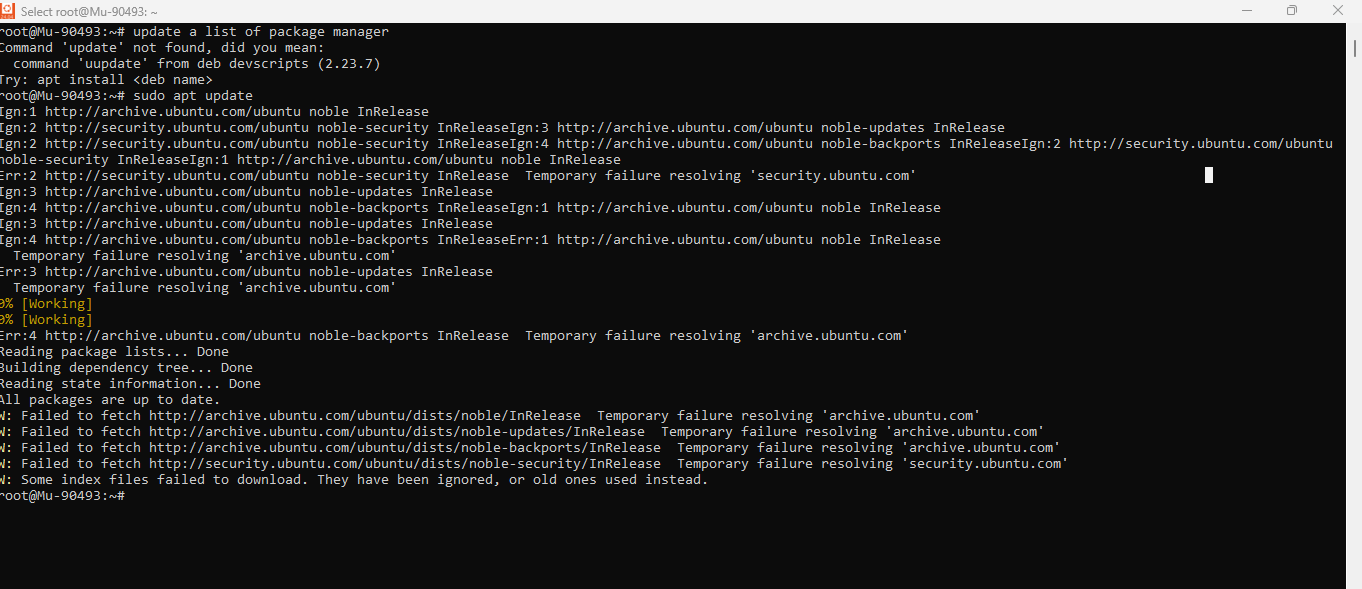 Select root@Mu-90493: ~
root@Mu-90493:~# update a list of package manager
Command 'update' not found, did you mean:
  command 'uupdate' from deb devscripts (2.23.7)
Try: apt install <deb name>
root@Mu-90493:~# sudo apt update
Ign:1 http://archive.ubuntu.com/ubuntu noble InRelease
Ign:2 http://security.ubuntu.com/ubuntu noble-security InReleaseIgn:3 http://archive.ubuntu.com/ubuntu noble-updates InRelease
Ign:2 http://security.ubuntu.com/ubuntu noble-security InReleaseIgn:4 http://archive.ubuntu.com/ubuntu noble-backports InReleaseIgn:2 http://security.ubuntu.com/ubuntu
noble-security InReleaseIgn:1 http://archive.ubuntu.com/ubuntu noble InRelease
Err:2 http://security.ubuntu.com/ubuntu noble-security InRelease  Temporary failure resolving 'security.ubuntu.com'
Ign:3 http://archive.ubuntu.com/ubuntu noble-updates InRelease
Ign:4 http://archive.ubuntu.com/ubuntu noble-backports InReleaseIgn:1 http://archive.ubuntu.com/ubuntu noble InRelease
Ign:3 http://archive.ubuntu.com/ubuntu noble-updates InRelease
Ign:4 http://archive.ubuntu.com/ubuntu noble-backports InReleaseErr:1 http://archive.ubuntu.com/ubuntu noble InRelease
  Temporary failure resolving 'archive.ubuntu.com'
Err:3 http://archive.ubuntu.com/ubuntu noble-updates InRelease
  Temporary failure resolving 'archive.ubuntu.com'
0% [Working]
0% [Working]
Err:4 http://archive.ubuntu.com/ubuntu noble-backports InRelease  Temporary failure resolving 'archive.ubuntu.com'
Reading package lists... Done
Building dependency tree... Done
Reading state information... Done
All packages are up to date.
W: Failed to fetch http://archive.ubuntu.com/ubuntu/dists/noble/InRelease  Temporary failure resolving 'archive.ubuntu.com'
W: Failed to fetch http://archive.ubuntu.com/ubuntu/dists/noble-updates/InRelease  Temporary failure resolving 'archive.ubuntu.com'
W: Failed to fetch http://archive.ubuntu.com/ubuntu/dists/noble-backports/InRelease  Temporary failure resolving 'archive.ubuntu.com'
W: Failed to fetch http://security.ubuntu.com/ubuntu/dists/noble-security/InRelease  Temporary failure resolving 'security.ubuntu.com'
W: Some index files failed to download. They have been ignored, or old ones used instead.
root@Mu-90493:~#